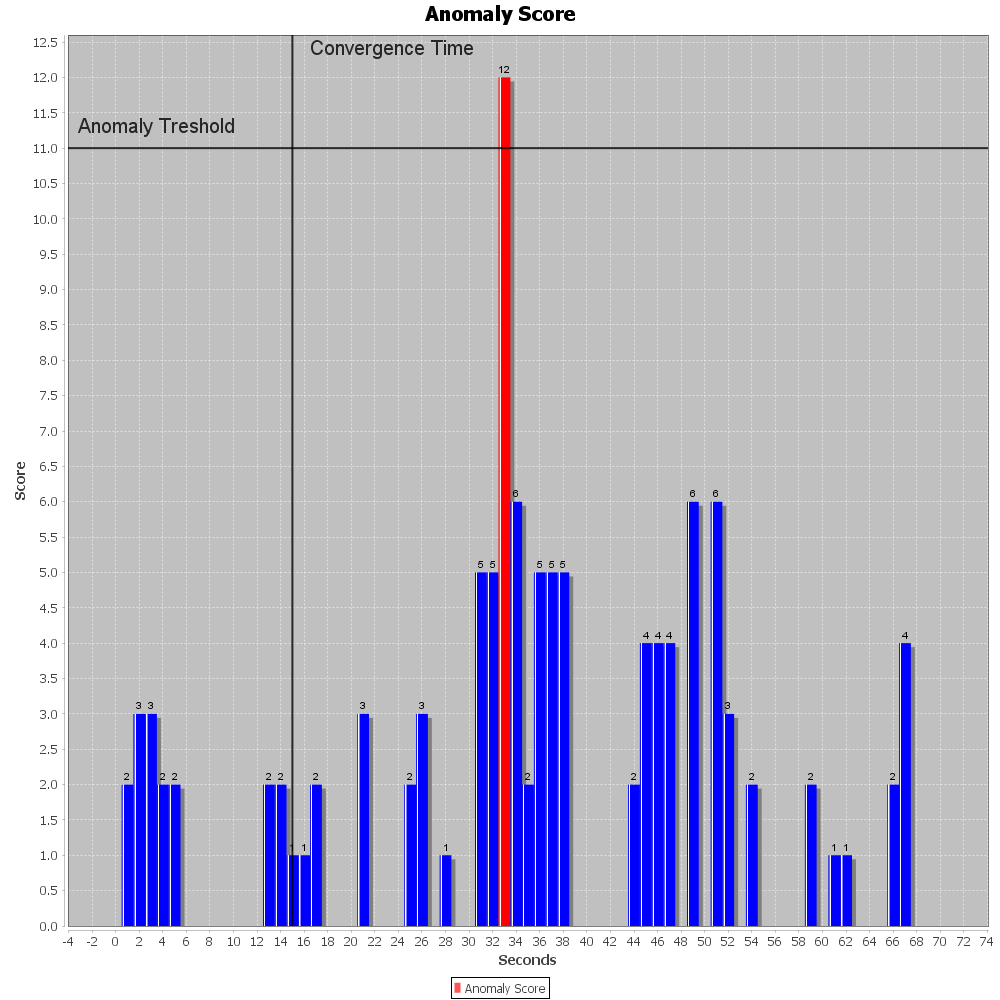 Anomaly Score
12.5
Convergence Time
12.0
12
11.5
Anomaly Treshold
11.0
10.5
10.0
9.5
9.0
8.5
8.0
7.5
7.0
6.5
Score
6.0
6 6 6
5.5
5 5 5 5 5
5.0
4.5
4 4 4 4
4.0
3.5
3 3 3 3 3
3.0
2.5
2 2 2 2 2 2 2 2 2 2 2 2
2.0
1.5
1 1 1 1 1
1.0
0.5
0.0
-4 -2 0 2 4 6 8 10 12 14 16 18 20 22 24 26 28 30 32 34 36 38 40 42 44 46 48 50 52 54 56 58 60 62 64 66 68 70 72 74
Seconds
Anomaly Score